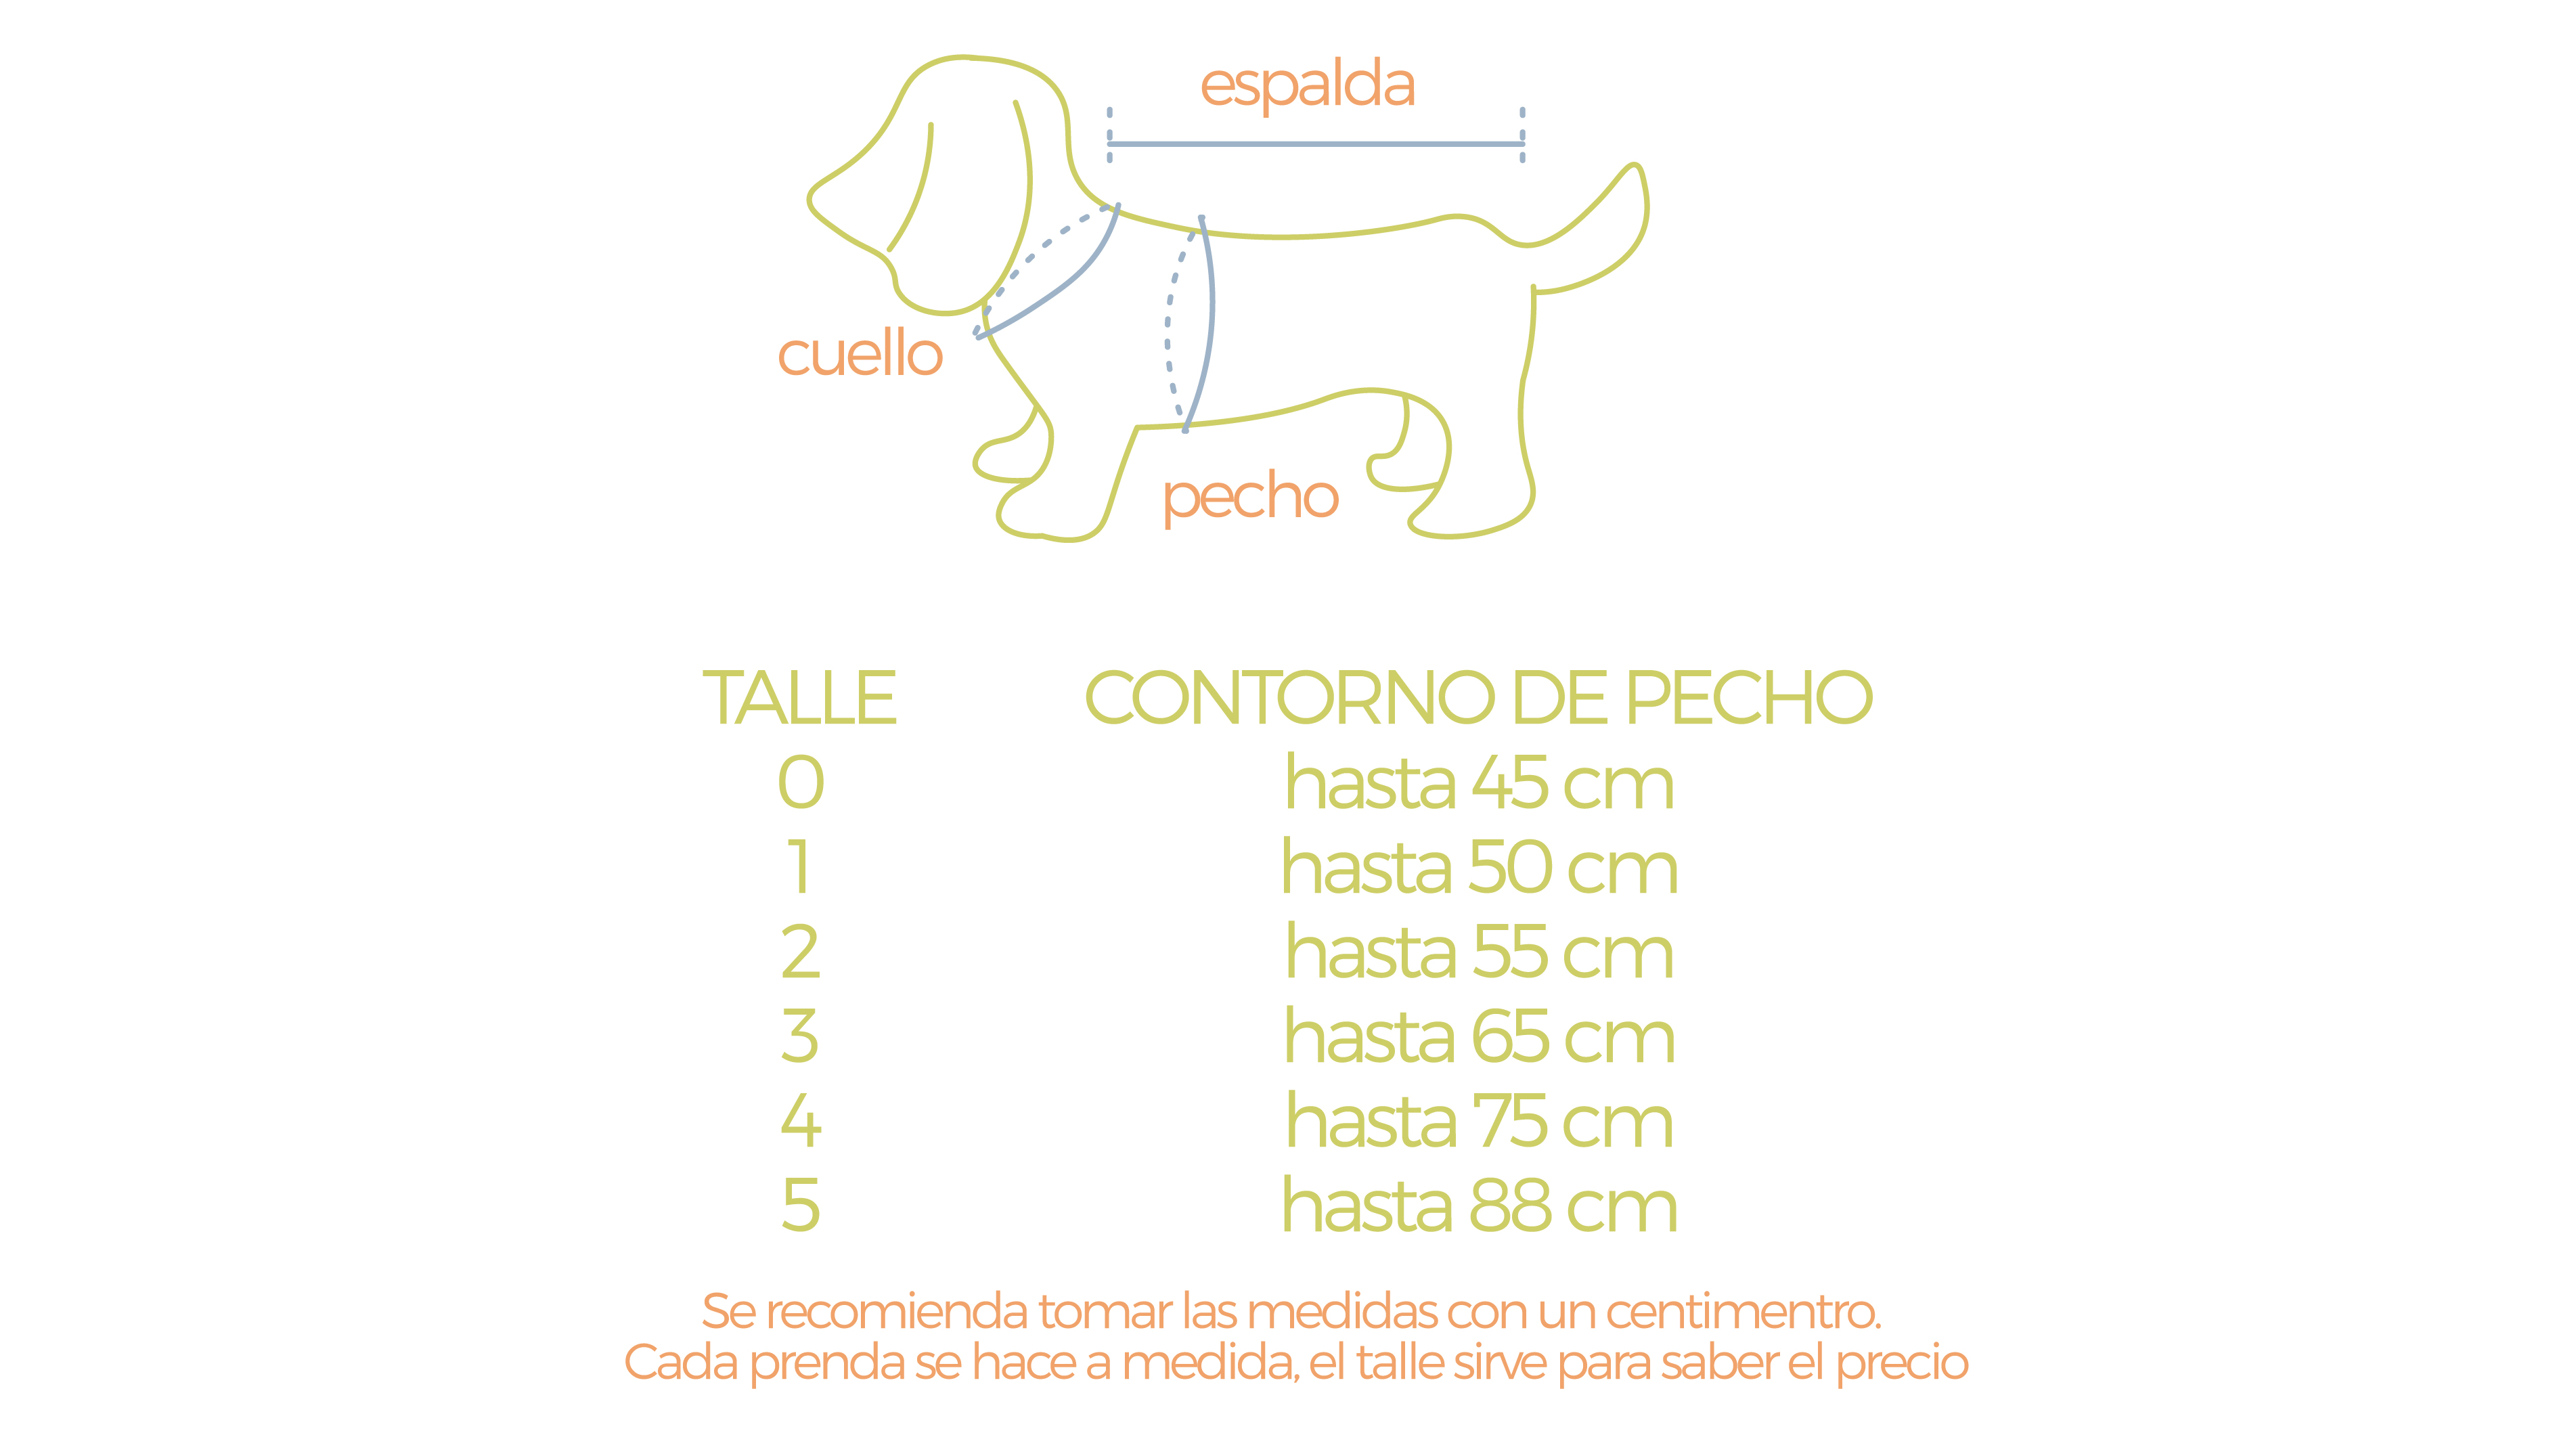 espalda
cuello
pecho
TALLE CONTORNO DE PECHO
0 hasta 45 cm
1 hasta 50 cm
2 hasta 55 cm
3 hasta 65 cm
4 hasta 75 cm
5 hasta 88 cm
Se recomienda tomar las medidas con un centimentro.
Cada prenda se hace a medida, el talle sirve para saber el precio